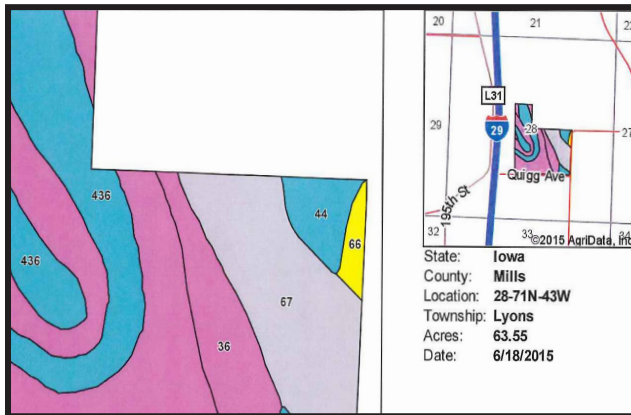 436
436
44
66
67
36
20
21
22
L31
29
29
28
27
Quigg Ave
195th St
32
33
34
©2015 AgriData, Inc
State: Iowa
County: Mills
Location: 28-71N-43W
Township: Lyons
Acres: 63.55
Date: 6/18/2015